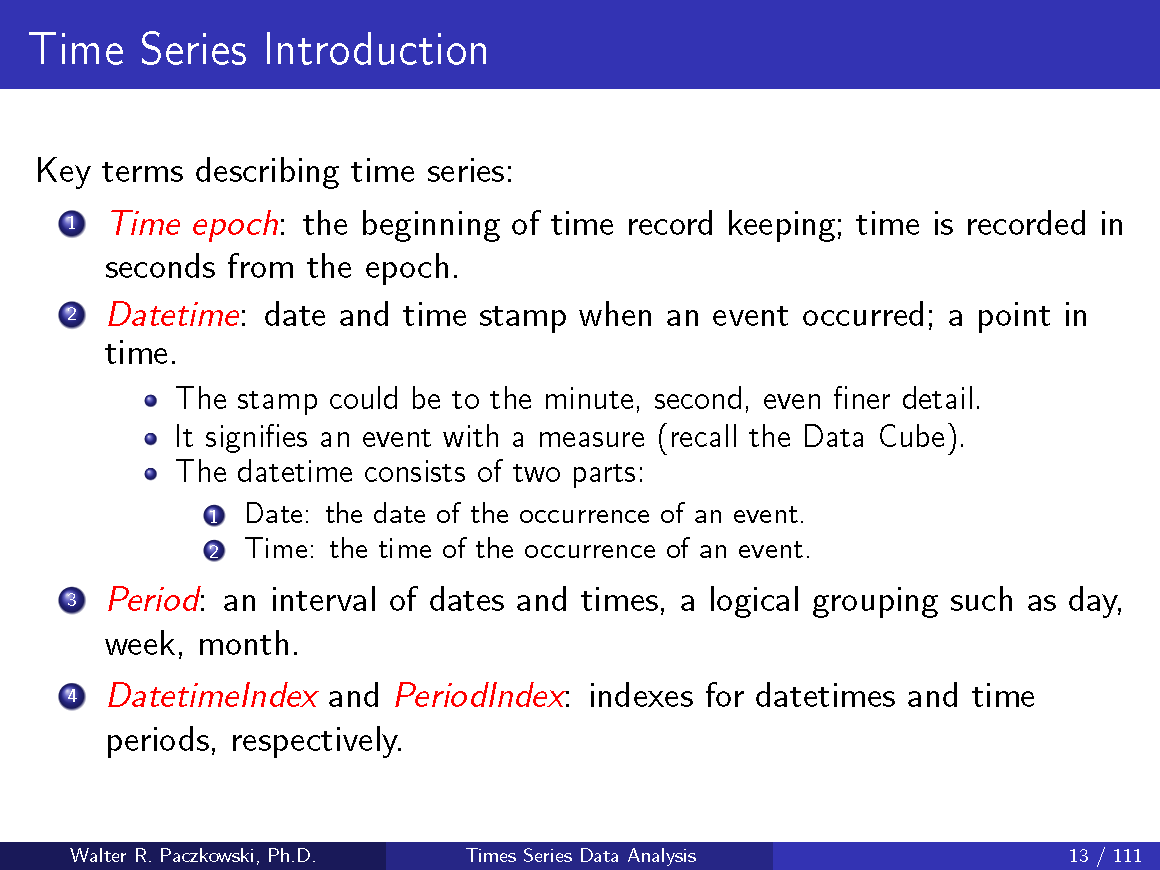 Time Series Introduction
Key terms describing time series:
1 Time epoch: the beginning of time record keeping; time is recorded in
seconds from the epoch.
2 Datetime: date and time stamp when an event occurred; a point in
time.
The stamp could be to the minute, second, even finer detail.
It signifies an event with a measure (recall the Data Cube).
The datetime consists of two parts:
1 Date: the date of the occurrence of an event.
2 Time: the time of the occurrence of an event.
3 Period: an interval of dates and times, a logical grouping such as day,
week, month.
4 DatetimeIndex and PeriodIndex: indexes for datetimes and time
periods, respectively.
Walter R. Paczkowski, Ph.D. Times Series Data Analysis 13 / 111